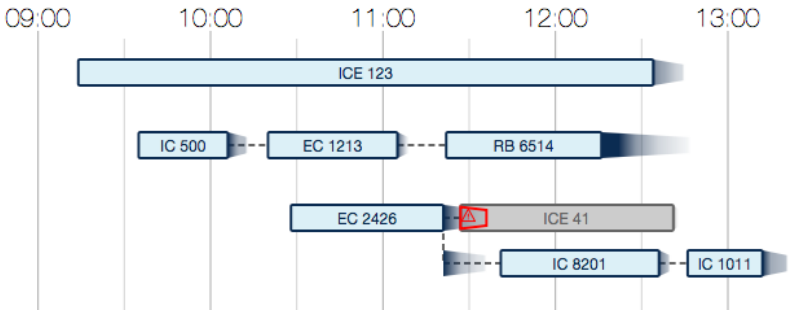 09:00 10:00 11:00 12:00 13:00
ICE 123
IC 500 EC 1213 RB 6514
EC 2426 ICE 41
IC 8201 IC 1011